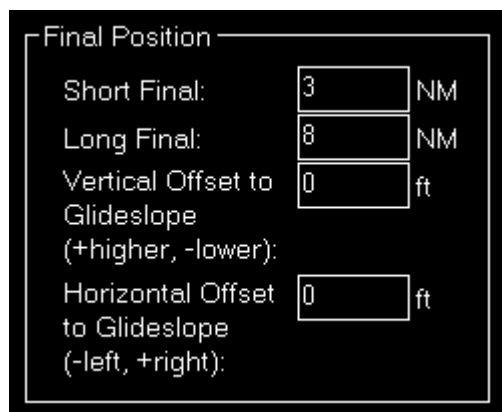 Final Position
Short Final: 3 NM
Long Final: 8 NM
Vertical Offset to 0 ft
Glideslope
(+higher, -lower):
Horizontal Offset 0 ft
to Glideslope
(-left, +right):